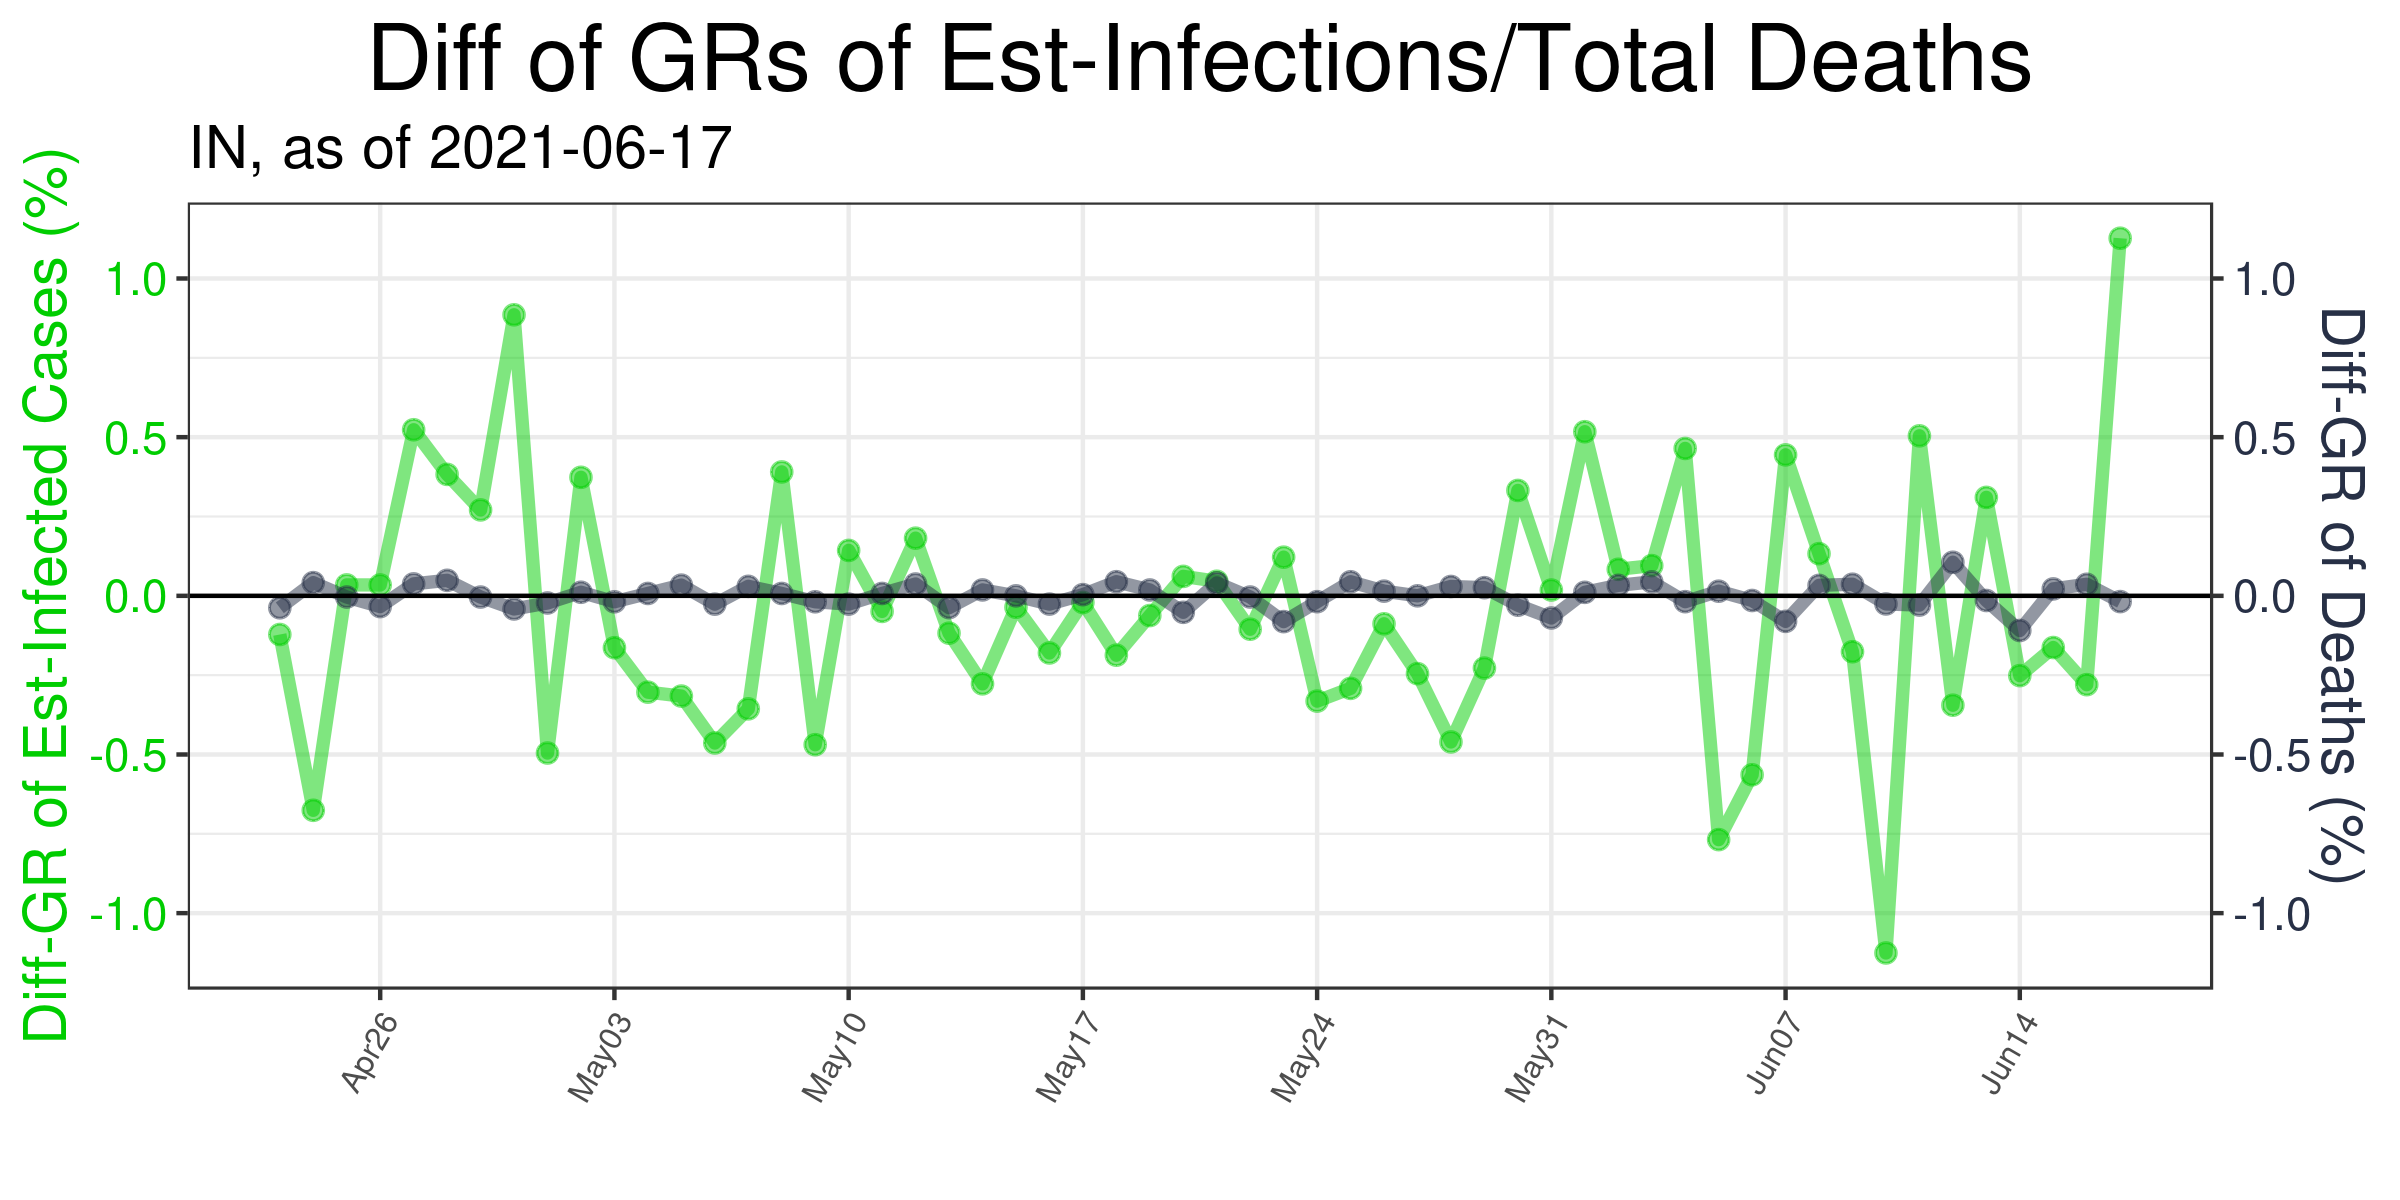 Diff of GRs of Est-Infections/Total Deaths
IN, as of 2021-06-17
Diff-GR of Est-Infected Cases (%)
1.0
0.5
0.0
-0.5
-1.0
1.0
0.5
0.0
-0.5
-1.0
Diff-GR of Deaths (%)
Apr26
May03
May10
May17
May24
May31
Jun07
Jun14